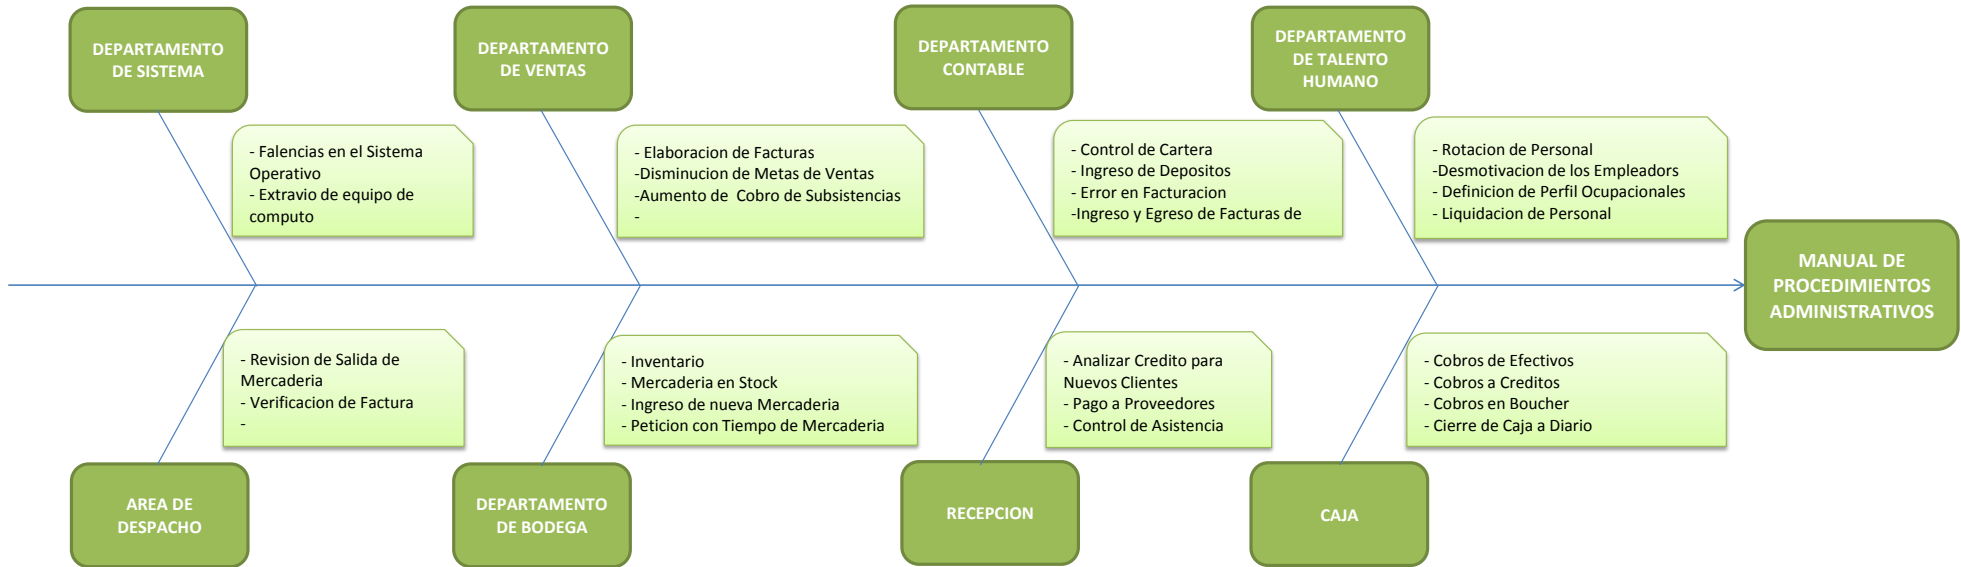 DEPARTAMENTO
DE SISTEMA
DEPARTAMENTO
DE VENTAS
DEPARTAMENTO
CONTABLE
DEPARTAMENTO
DE TALENTO
HUMANO
- Falencias en el Sistema
Operativo
- Extravio de equipo de
computo
- Elaboracion de Facturas
-Disminucion de Metas de Ventas
-Aumento de  Cobro de Subsistencias
-
- Control de Cartera
- Ingreso de Depositos
- Error en Facturacion
-Ingreso y Egreso de Facturas de
- Rotacion de Personal
-Desmotivacion de los Empleadors
- Definicion de Perfil Ocupacionales
- Liquidacion de Personal
MANUAL DE
PROCEDIMIENTOS
ADMINISTRATIVOS
- Revision de Salida de
Mercaderia
- Verificacion de Factura
-
- Inventario
- Mercaderia en Stock
- Ingreso de nueva Mercaderia
- Peticion con Tiempo de Mercaderia
- Analizar Credito para
Nuevos Clientes
- Pago a Proveedores
- Control de Asistencia
- Cobros de Efectivos
- Cobros a Creditos
- Cobros en Boucher
- Cierre de Caja a Diario
AREA DE
DESPACHO
DEPARTAMENTO
DE BODEGA
RECEPCION
CAJA